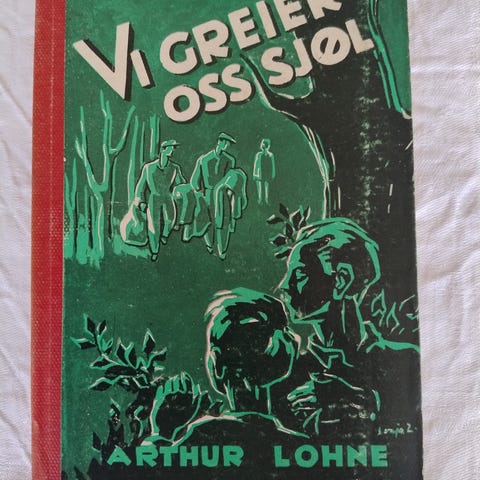 VI GREIER
OSS SJØL
ARTHUR LOHNE